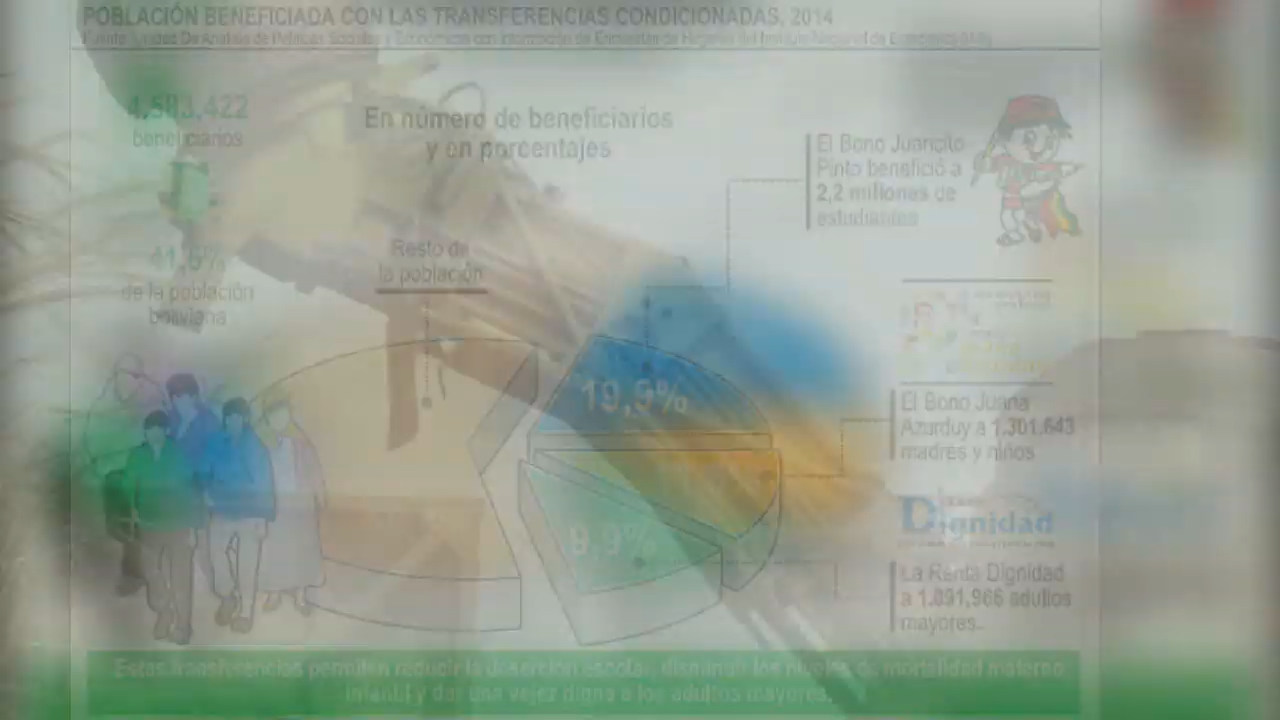 POBLACIÓN BENEFICIADA CON LAS TRANSFERENCIAS CONDICIONADAS, 2014
4,583,422
beneficiarios
En número de beneficiarios
y en porcentajes
El Bono Juancito
Pinto benefició a
2,2 millones de
estudiantes
41,6%
de la población
boliviana
Resto de
la población
19,9%
El Bono Juana
Azurduy a 1.301.643
madres y niños
9,9%
Dignidad
La Renta Dignidad
a 1.091,966 adultos
mayores.
Estas transferencias permiten reducir la deserción escolar, disminuir los niveles de mortalidad materno
infantil y dar una vejez digna a los adultos mayores.